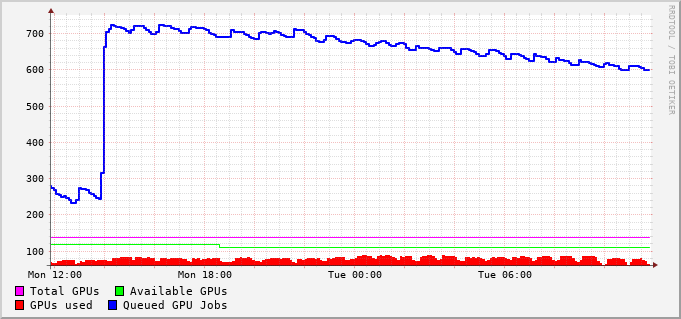 RRDTOOL / TOBI OETIKER
700
600
500
400
300
200
100
Mon 12:00 Mon 18:00 Tue 00:00 Tue 06:00
Total GPUs Available GPUs
GPUs used Queued GPU Jobs